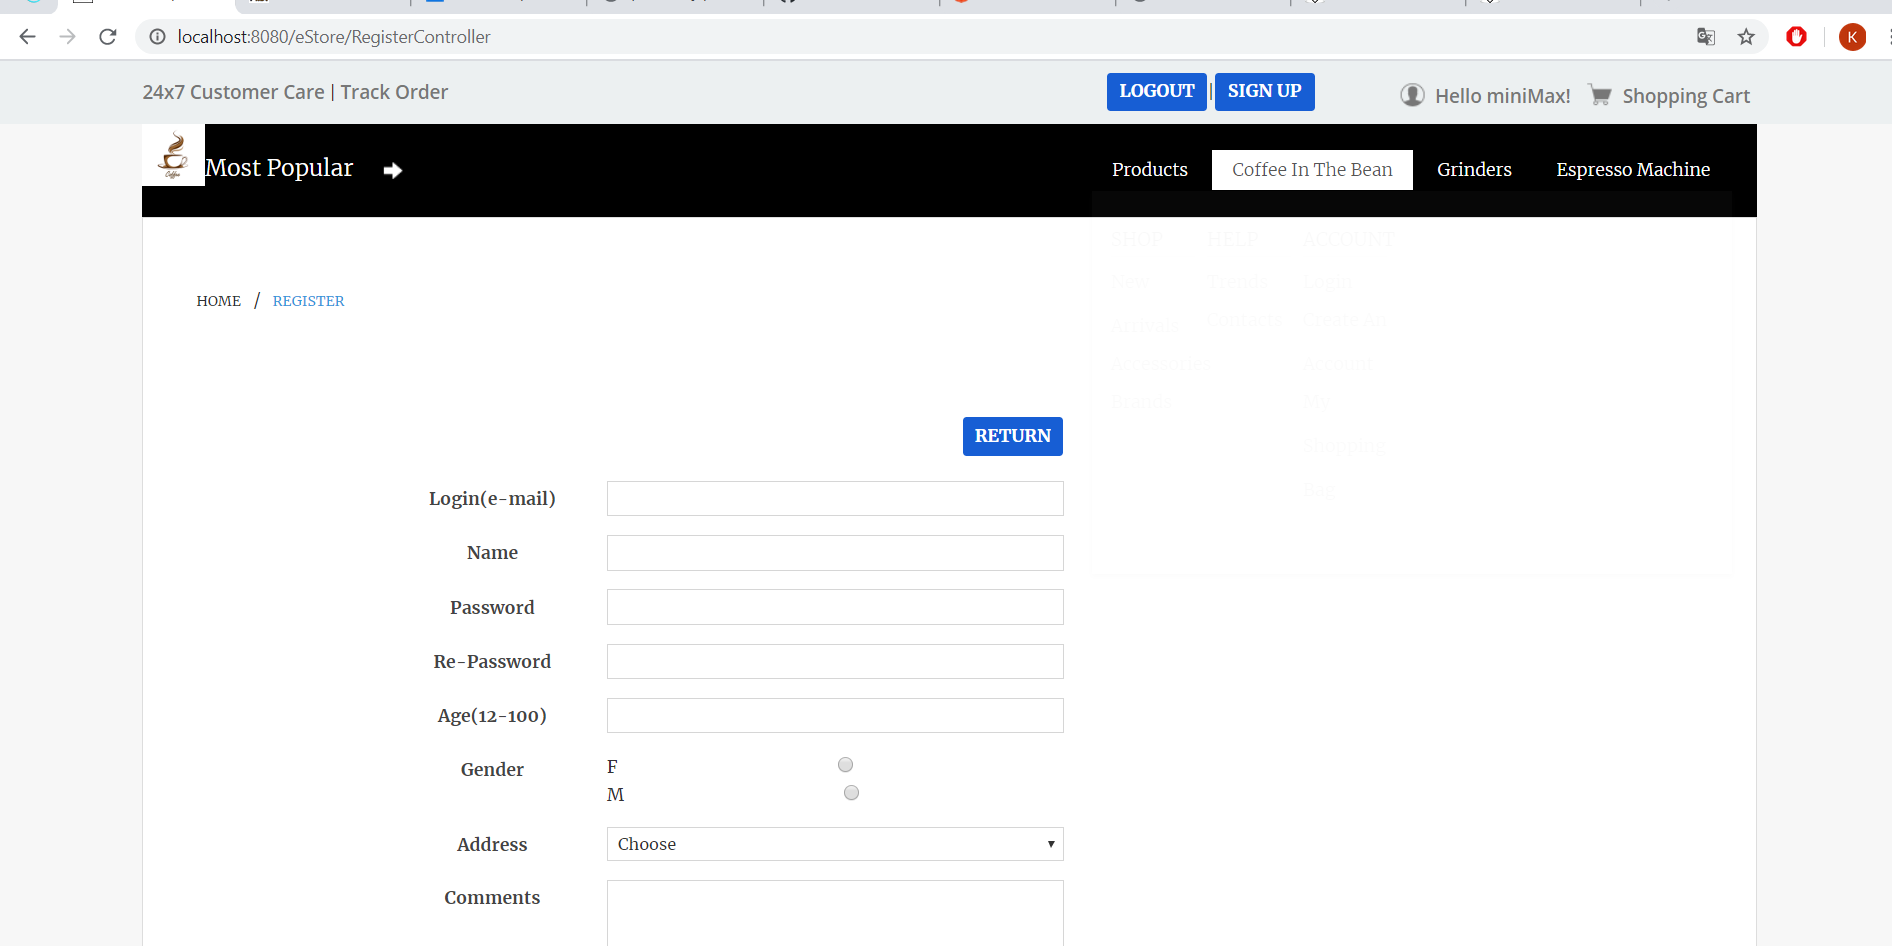 localhost:8080/eStore/RegisterController
K
24x7 Customer Care | Track Order
LOGOUT | SIGN UP
Hello miniMax!
Shopping Cart
Coffee
Most Popular
Products
Coffee In The Bean
Grinders
Espresso Machine
SHOP HELP ACCOUNT
New Trends Login
Arrivals Contacts Create An
Accessories Account
Brands My
Shopping
Bag
HOME / REGISTER
RETURN
Login(e-mail)
Name
Password
Re-Password
Age(12-100)
Gender F
M
Address Choose
Comments